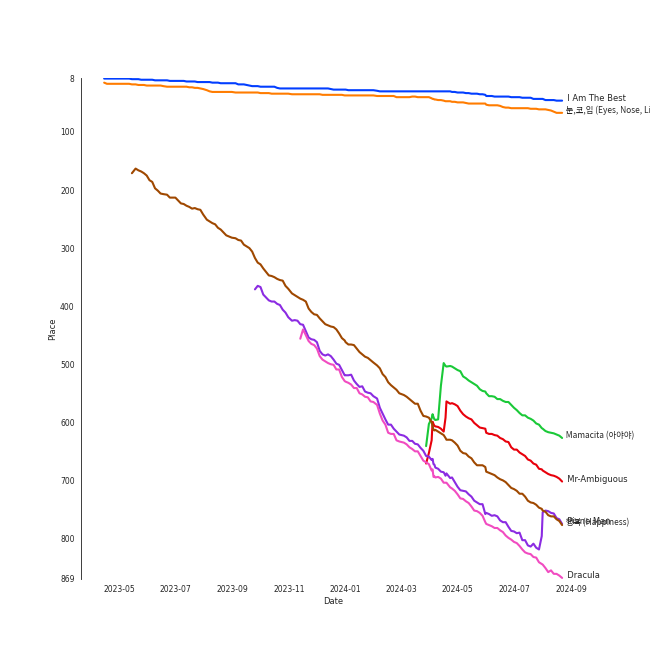 8
100
200
300
400
500
600
700
800
869
Place
2023-05
2023-07
2023-09
2023-11
2024-01
2024-03
2024-05
2024-07
2024-09
Date
I Am The Best
눈,코,입 (Eyes, Nose, Li
Mamacita (아야야)
Mr-Ambiguous
(Happiness)
Dracula